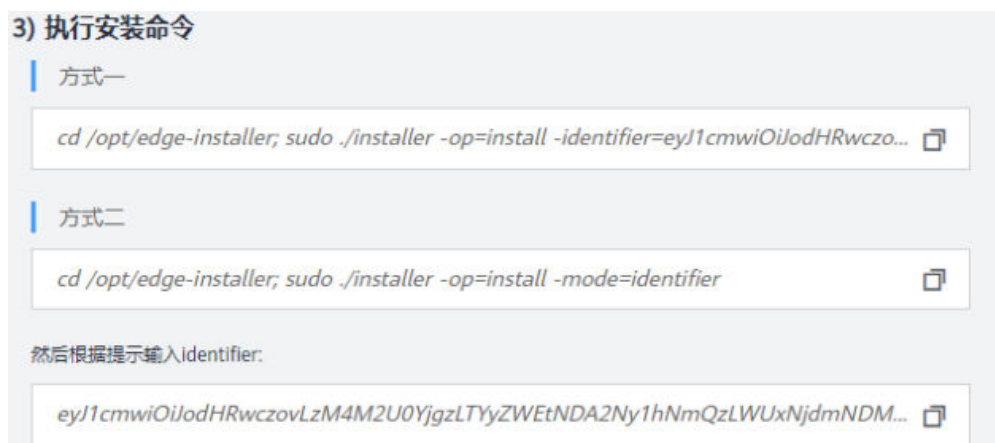 3) 执行安装命令
方式一
cd /opt/edge-installer; sudo ./installer -op=install -identifier=eyJ1cmwiOiJodHRwczo...
方式二
cd /opt/edge-installer; sudo ./installer -op=install -mode=identifier
然后根据提示输入identifier:
eyJ1cmwiOiJodHRwczovLzM4M2U0YjgzLTYyZWEtNDA2Ny1hNmQzLWUxNjdmNDM...